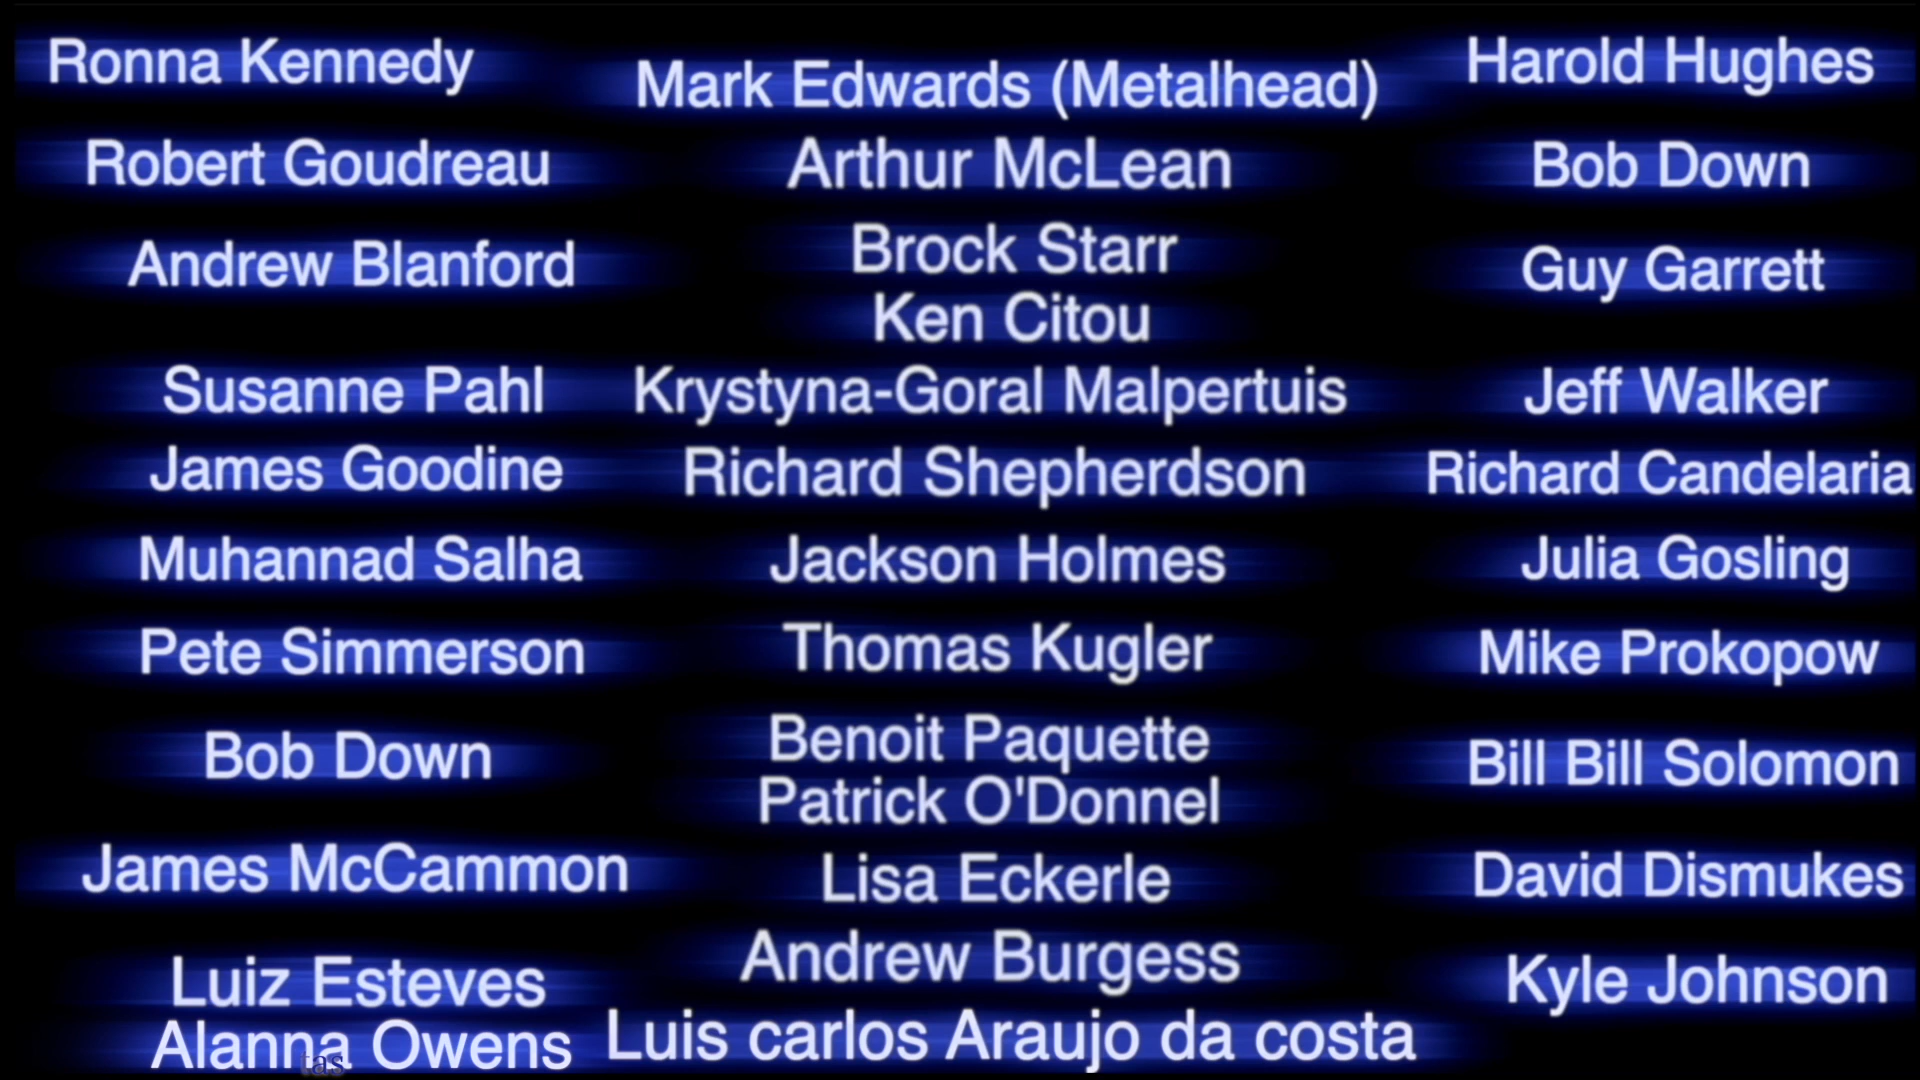 Ronna Kennedy
Robert Goudreau
Andrew Blanford
Susanne Pahl
James Goodine
Muhannad Salha
Pete Simmerson
Bob Down
James McCammon
Luiz Esteves
Alanna Owens
tas
Mark Edwards (Metalhead)
Arthur McLean
Brock Starr
Ken Citou
Krystyna-Goral Malpertuis
Richard Shepherdson
Jackson Holmes
Thomas Kugler
Benoit Paquette
Patrick O'Donnel
Lisa Eckerle
Andrew Burgess
Luis carlos Araujo da costa
Harold Hughes
Bob Down
Guy Garrett
Jeff Walker
Richard Candelaria
Julia Gosling
Mike Prokopow
Bill Bill Solomon
David Dismukes
Kyle Johnson